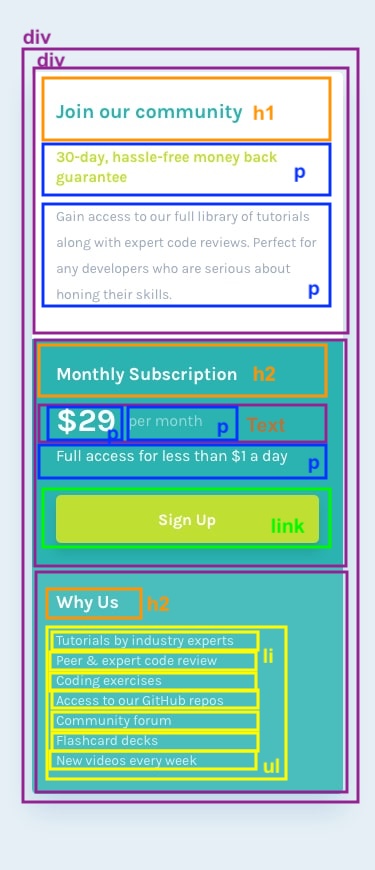 div
div
Join our community h1
30-day, hassle-free money back
guarantee
p
Gain access to our full library of tutorials
along with expert code reviews. Perfect for
any developers who are serious about
honing their skills.
p
Monthly Subscription h2
$29 p per month p Text
Full access for less than $1 a day p
Sign Up link
Why Us h2
Tutorials by industry experts
Peer & expert code review li
Coding exercises
Access to our GitHub repos
Community forum
Flashcard decks
New videos every week ul